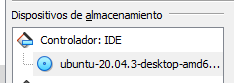 Dispositivos de almacenamiento
Controlador: IDE
ubuntu-20.04.3-desktop-amd6...